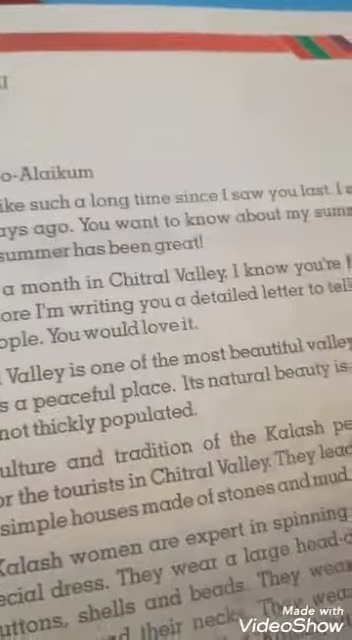 o-Alaikum
ike such a long time since I saw you last. I
ays ago. You want to know about my sum
summer has been great!
a month in Chitral Valley. I know you're
ore I'm writing you a detailed letter to tell
ople. You would love it.
Valley is one of the most beautiful valley
s a peaceful place. Its natural beauty is
not thickly populated.
ulture and tradition of the Kalash pe
or the tourists in Chitral Valley. They lead
simple houses made of stones and mud.
Kalash women are expert in spinning
ecial dress. They wear a large head-d
uttons, shells and beads. They wear
d their neck. They wea
Made with
VideoShow